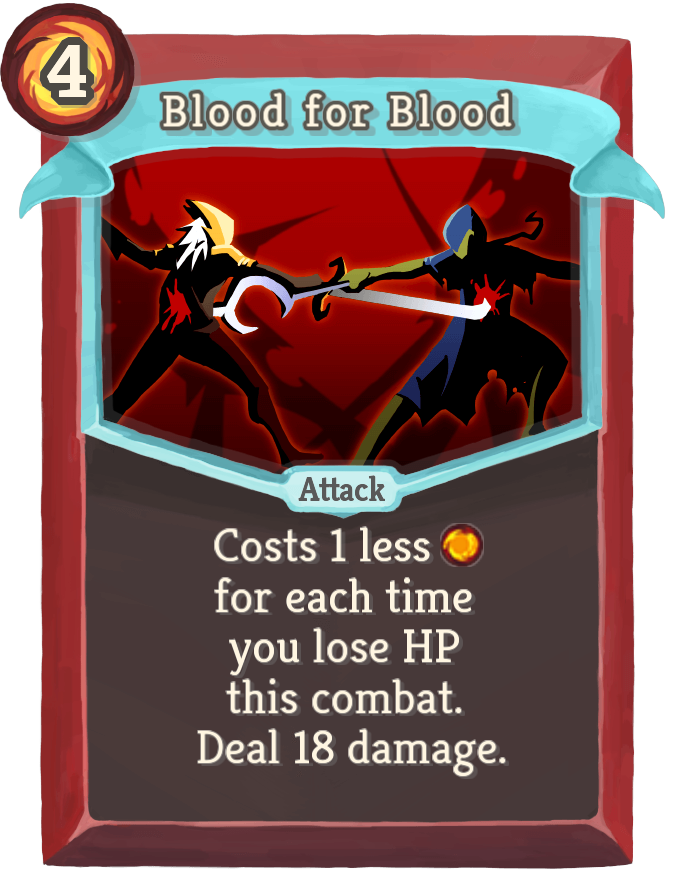 4
Blood for Blood
Attack
Costs 1 less
for each time
you lose HP
this combat.
Deal 18 damage.